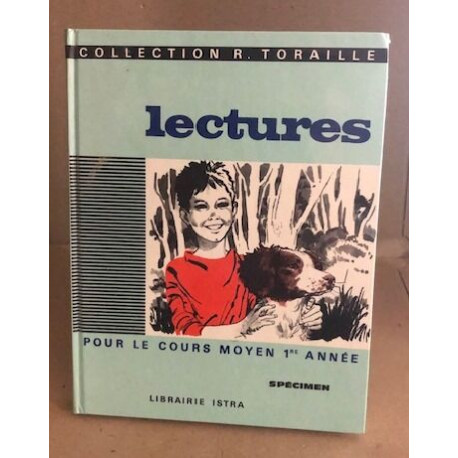 COLLECTION R. TORAILLE
lectures
POUR LE COURS MOYEN 1RE ANNÉE
SPÉCIMEN
LIBRAIRIE ISTRA